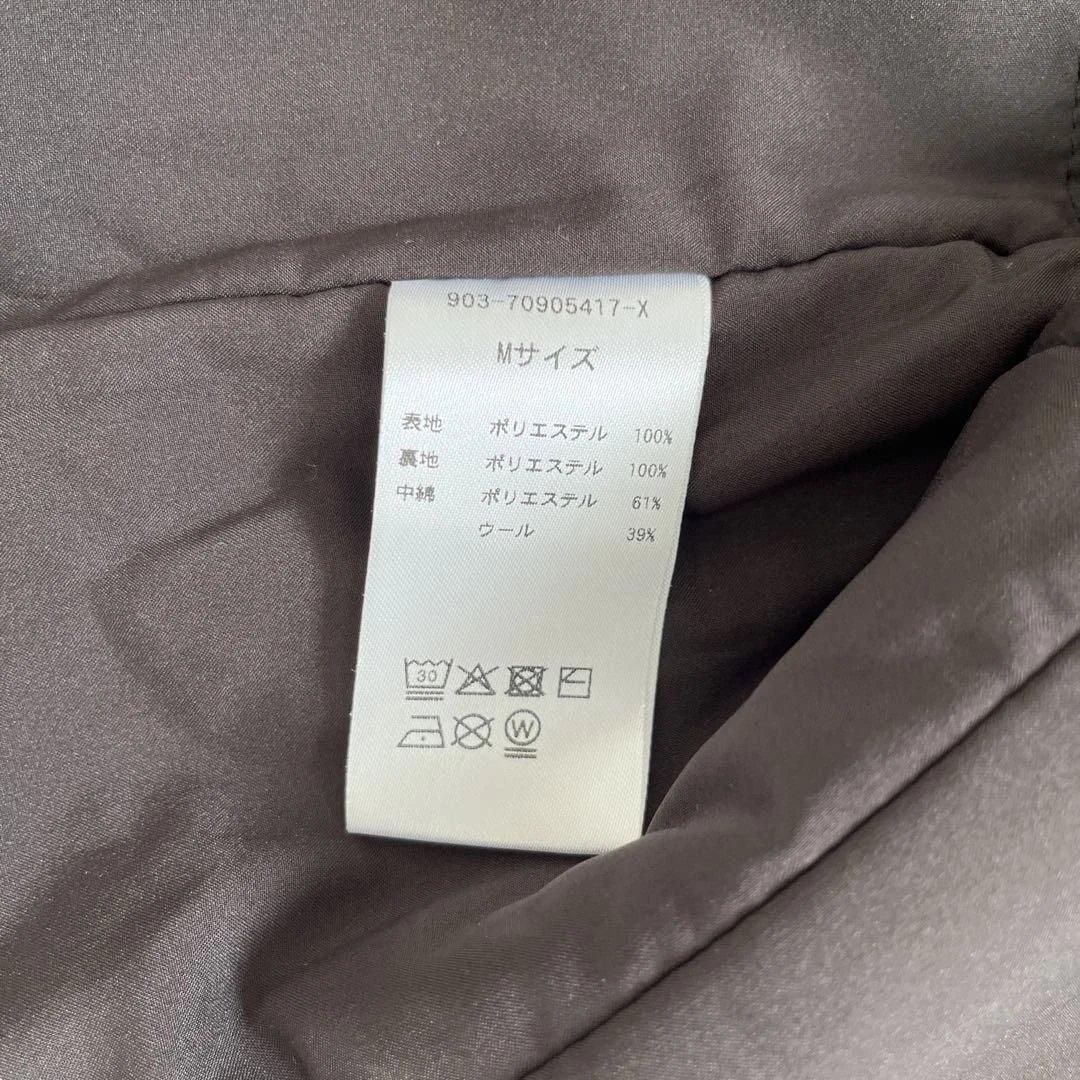 903-70905417-X
Mサイズ
表地 ポリエステル 100%
裏地 ポリエステル 100%
中綿 ポリエステル 61%
ウール 39%
30
W